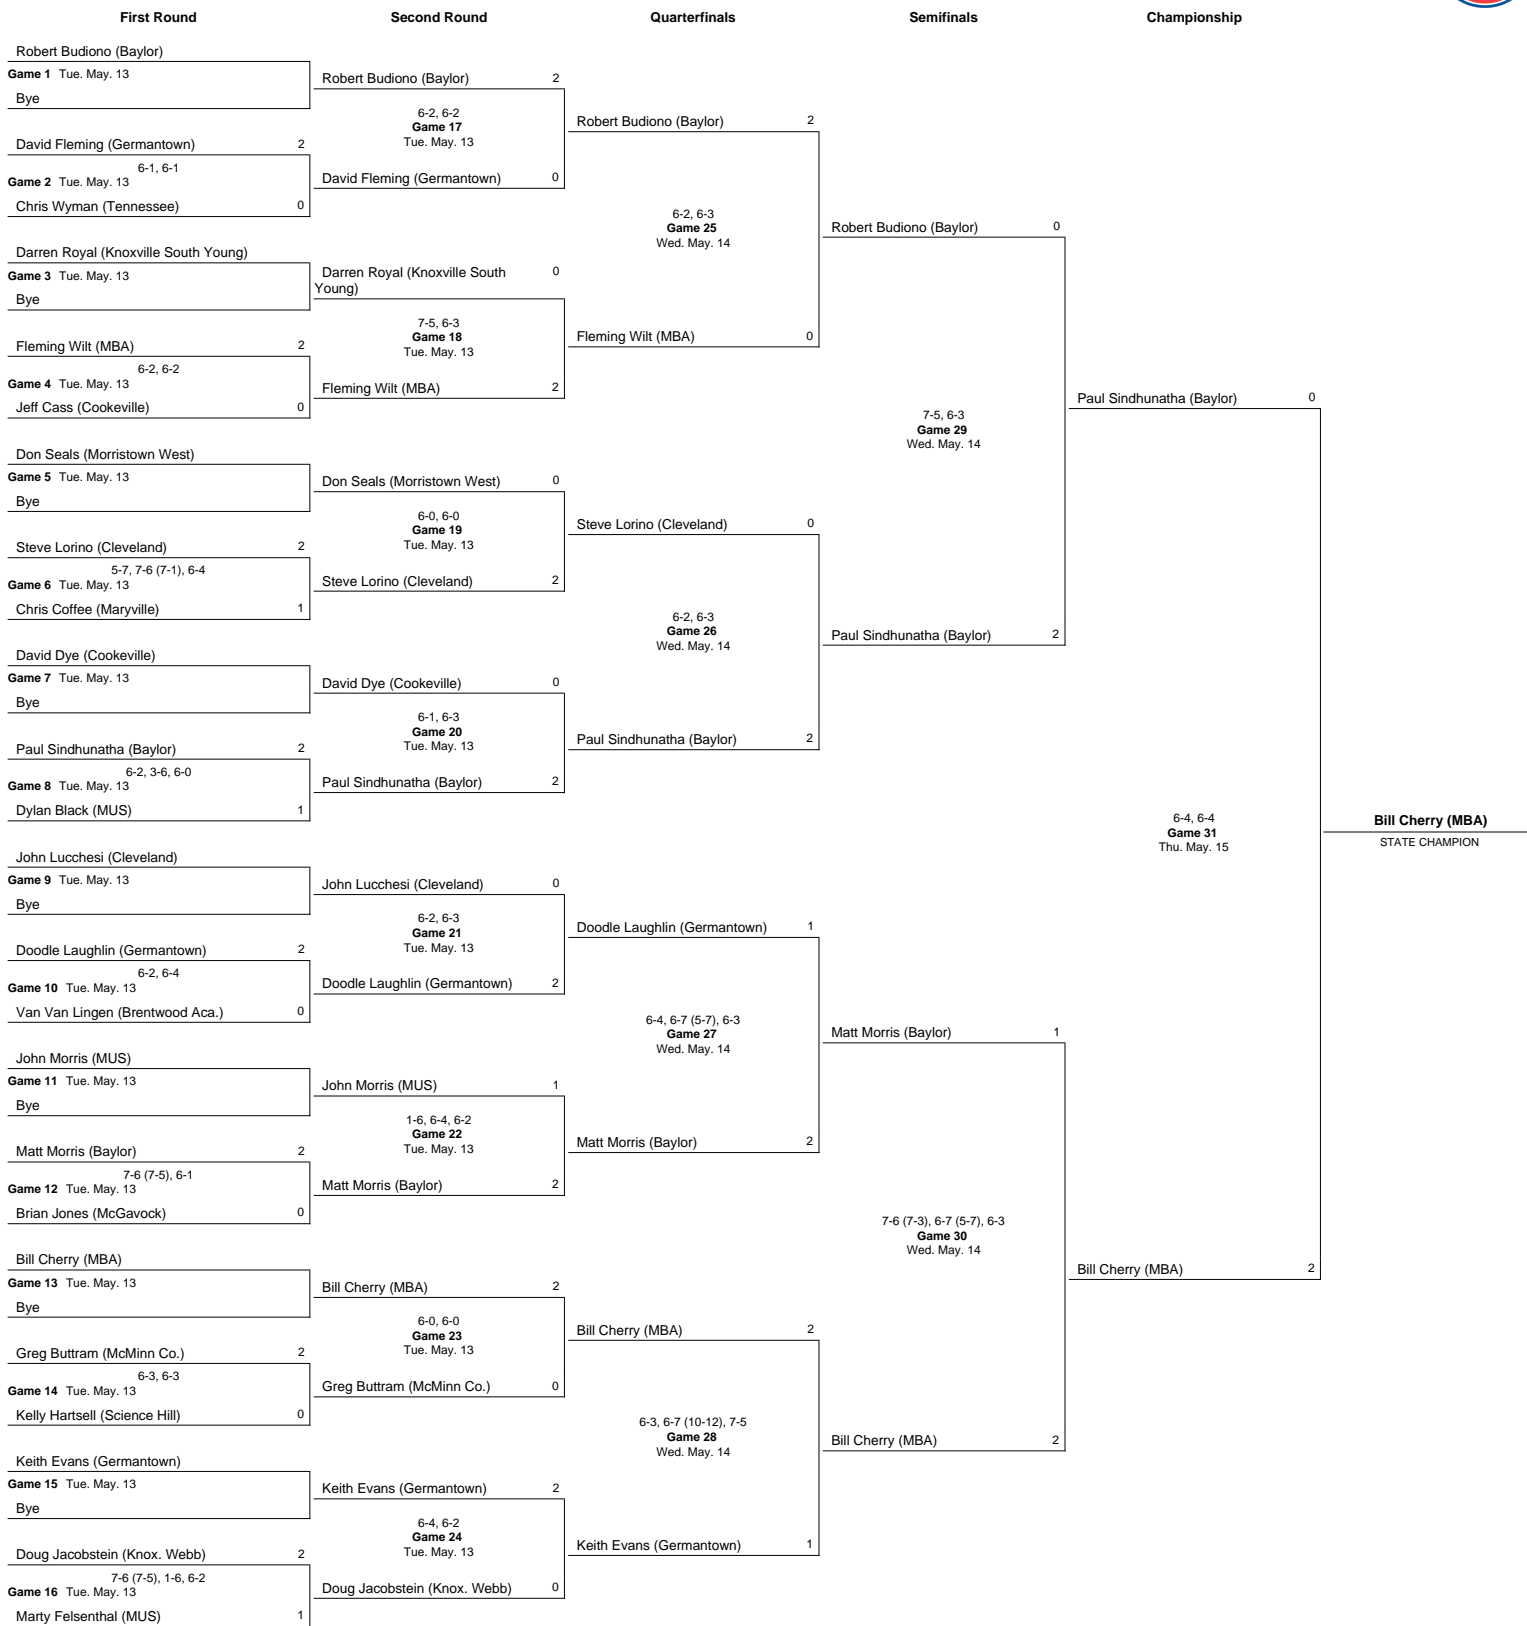 First Round
Second Round
Quarterfinals
Semifinals
Championship
Robert Budiono (Baylor)
Game 1 Tue. May. 13
Bye
David Fleming (Germantown) 2
6-1, 6-1
Game 2 Tue. May. 13
Chris Wyman (Tennessee) 0
Darren Royal (Knoxville South Young)
Game 3 Tue. May. 13
Bye
Fleming Wilt (MBA) 2
6-2, 6-2
Game 4 Tue. May. 13
Jeff Cass (Cookeville) 0
Don Seals (Morristown West)
Game 5 Tue. May. 13
Bye
Steve Lorino (Cleveland) 2
5-7, 7-6 (7-1), 6-4
Game 6 Tue. May. 13
Chris Coffee (Maryville) 1
David Dye (Cookeville)
Game 7 Tue. May. 13
Bye
Paul Sindhunatha (Baylor) 2
6-2, 3-6, 6-0
Game 8 Tue. May. 13
Dylan Black (MUS) 1
John Lucchesi (Cleveland)
Game 9 Tue. May. 13
Bye
Doodle Laughlin (Germantown) 2
6-2, 6-4
Game 10 Tue. May. 13
Van Van Lingen (Brentwood Aca.) 0
John Morris (MUS)
Game 11 Tue. May. 13
Bye
Matt Morris (Baylor) 2
7-6 (7-5), 6-1
Game 12 Tue. May. 13
Brian Jones (McGavock) 0
Bill Cherry (MBA)
Game 13 Tue. May. 13
Bye
Greg Buttram (McMinn Co.) 2
6-3, 6-3
Game 14 Tue. May. 13
Kelly Hartsell (Science Hill) 0
Keith Evans (Germantown)
Game 15 Tue. May. 13
Bye
Doug Jacobstein (Knox. Webb) 2
7-6 (7-5), 1-6, 6-2
Game 16 Tue. May. 13
Marty Felsenthal (MUS) 1
Robert Budiono (Baylor) 2
6-2, 6-2
Game 17
Tue. May. 13
David Fleming (Germantown) 0
Darren Royal (Knoxville South 0
Young)
7-5, 6-3
Game 18
Tue. May. 13
Fleming Wilt (MBA) 2
Don Seals (Morristown West) 0
6-0, 6-0
Game 19
Tue. May. 13
Steve Lorino (Cleveland) 2
David Dye (Cookeville) 0
6-1, 6-3
Game 20
Tue. May. 13
Paul Sindhunatha (Baylor) 2
John Lucchesi (Cleveland) 0
6-2, 6-3
Game 21
Tue. May. 13
Doodle Laughlin (Germantown) 2
John Morris (MUS) 1
1-6, 6-4, 6-2
Game 22
Tue. May. 13
Matt Morris (Baylor) 2
Bill Cherry (MBA) 2
6-0, 6-0
Game 23
Tue. May. 13
Greg Buttram (McMinn Co.) 0
Keith Evans (Germantown) 2
6-4, 6-2
Game 24
Tue. May. 13
Doug Jacobstein (Knox. Webb) 0
Robert Budiono (Baylor) 2
6-2, 6-3
Game 25
Wed. May. 14
Fleming Wilt (MBA) 0
Steve Lorino (Cleveland) 0
6-2, 6-3
Game 26
Wed. May. 14
Paul Sindhunatha (Baylor) 2
Doodle Laughlin (Germantown) 1
6-4, 6-7 (5-7), 6-3
Game 27
Wed. May. 14
Matt Morris (Baylor) 2
Bill Cherry (MBA) 2
6-3, 6-7 (10-12), 7-5
Game 28
Wed. May. 14
Keith Evans (Germantown) 1
Robert Budiono (Baylor) 0
7-5, 6-3
Game 29
Wed. May. 14
Paul Sindhunatha (Baylor) 2
Matt Morris (Baylor) 1
7-6 (7-3), 6-7 (5-7), 6-3
Game 30
Wed. May. 14
Bill Cherry (MBA) 2
Paul Sindhunatha (Baylor) 0
6-4, 6-4
Game 31
Thu. May. 15
Bill Cherry (MBA) 2
Bill Cherry (MBA)
STATE CHAMPION